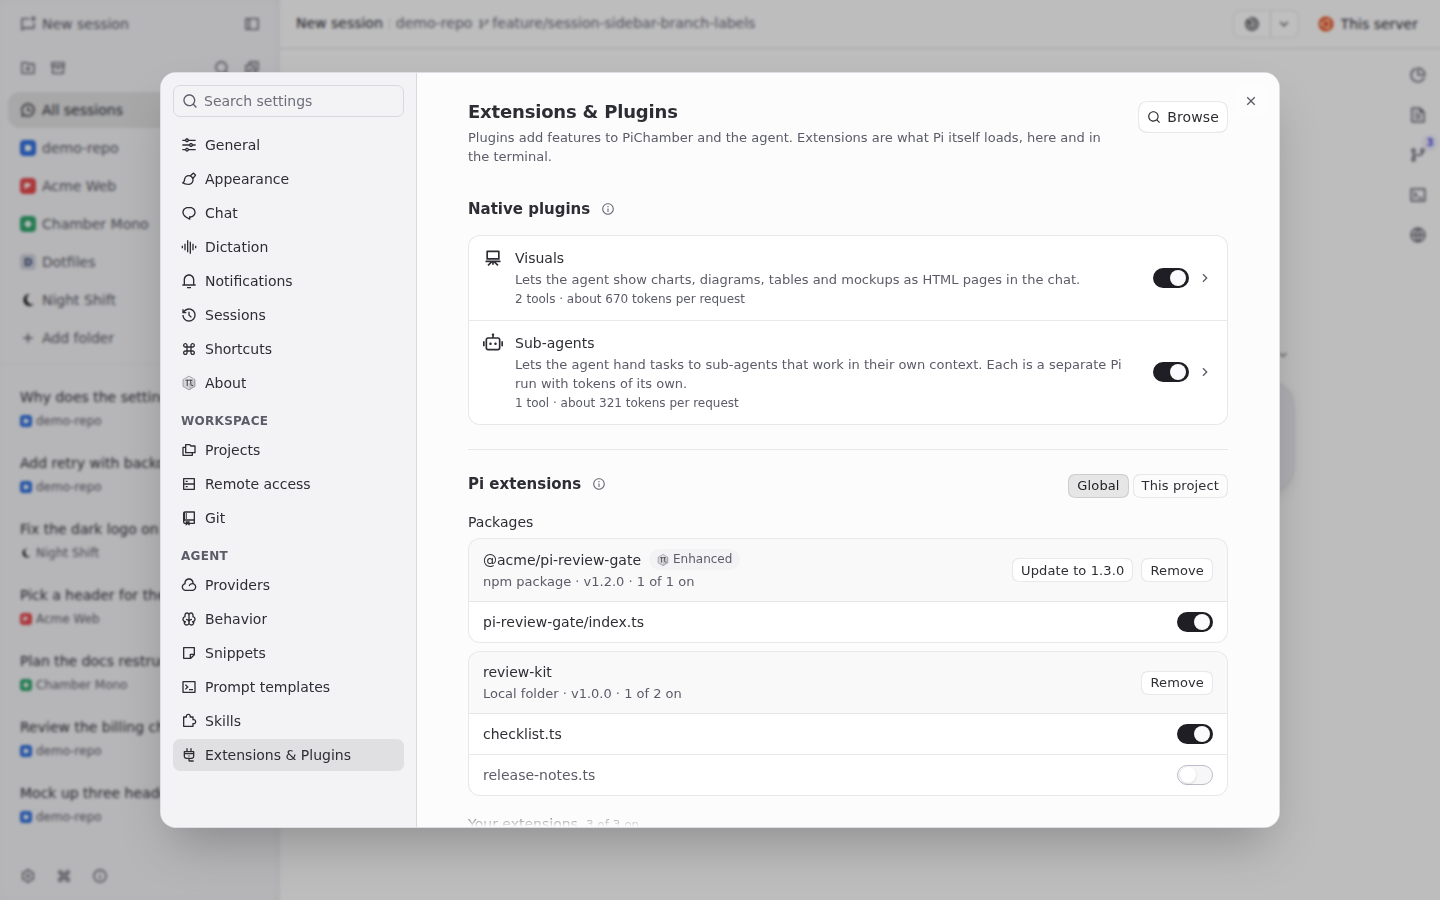 New session
New session demo-repo feature/session-sidebar-branch-labels
This server
All sessions
demo-repo
Acme Web
Chamber Mono
Dotfiles
Night Shift
Add folder
Why does the settin
demo-repo
Add retry with back
demo-repo
Fix the dark logo on
Night Shift
Pick a header for the
Acme Web
Plan the docs restru
Chamber Mono
Review the billing ch
demo-repo
Mock up three head
demo-repo
3
Search settings
General
Appearance
Chat
Dictation
Notifications
Sessions
Shortcuts
About
WORKSPACE
Projects
Remote access
Git
AGENT
Providers
Behavior
Snippets
Prompt templates
Skills
Extensions & Plugins
Extensions & Plugins
Browse
Plugins add features to PiChamber and the agent. Extensions are what Pi itself loads, here and in
the terminal.
Native plugins
Visuals
Lets the agent show charts, diagrams, tables and mockups as HTML pages in the chat.
2 tools · about 670 tokens per request
Sub-agents
Lets the agent hand tasks to sub-agents that work in their own context. Each is a separate Pi
run with tokens of its own.
1 tool · about 321 tokens per request
Pi extensions
Global This project
Packages
@acme/pi-review-gate Enhanced
npm package · v1.2.0 · 1 of 1 on
Update to 1.3.0 Remove
pi-review-gate/index.ts
review-kit
Local folder · v1.0.0 · 1 of 2 on
Remove
checklist.ts
release-notes.ts
Your extensions 3 of 3 on